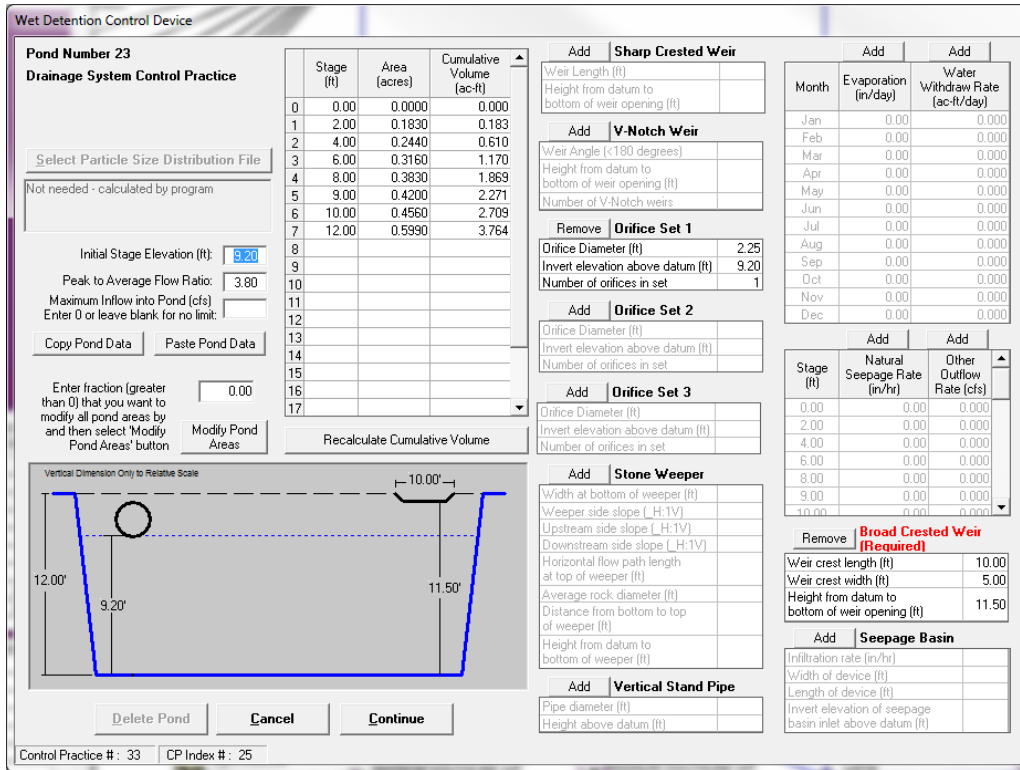 Wet Detention Control Device
Pond Number 23
Drainage System Control Practice
Select Particle Size Distribution File
Not needed - calculated by program
Initial Stage Elevation (ft): 9.20
Peak to Average Flow Ratio: 3.80
Maximum Inflow into Pond (cfs)
Enter 0 or leave blank for no limit:
Copy Pond Data Paste Pond Data
Enter fraction (greater
than 0) that you want to
modify all pond areas by
and then select 'Modify
Pond Areas' button
0.00
Modify Pond
Areas
Stage
(ft)
Area
(acres)
Cumulative
Volume
(ac-ft)
0 0.00 0.0000 0.000
1 2.00 0.1830 0.183
2 4.00 0.2440 0.610
3 6.00 0.3160 1.170
4 8.00 0.3830 1.869
5 9.00 0.4200 2.271
6 10.00 0.4560 2.709
7 12.00 0.5990 3.764
8
9
10
11
12
13
14
15
16
17
Recalculate Cumulative Volume
Vertical Dimension Only to Relative Scale
10.00'
12.00'
9.20'
11.50'
Delete Pond Cancel Continue
Control Practice # : 33 CP Index # : 25
Add Sharp Crested Weir
Weir Length (ft)
Height from datum to
bottom of weir opening (ft)
Add V-Notch Weir
Weir Angle (<180 degrees)
Height from datum to
bottom of weir opening (ft)
Number of V-Notch weirs
Remove Orifice Set 1
Orifice Diameter (ft) 2.25
Invert elevation above datum (ft) 9.20
Number of orifices in set 1
Add Orifice Set 2
Orifice Diameter (ft)
Invert elevation above datum (ft)
Number of orifices in set
Add Orifice Set 3
Orifice Diameter (ft)
Invert elevation above datum (ft)
Number of orifices in set
Add Stone Weeper
Width at bottom of weeper (ft)
Weeper side slope (_H:1V)
Upstream side slope (_H:1V)
Downstream side slope (_H:1V)
Horizontal flow path length
at top of weeper (ft)
Average rock diameter (ft)
Distance from bottom to top
of weeper (ft)
Height from datum to
bottom of weeper (ft)
Add Vertical Stand Pipe
Pipe diameter (ft)
Height above datum (ft)
Add Add
Month
Evaporation
(in/day)
Water
Withdraw Rate
(ac-ft/day)
Jan 0.00 0.000
Feb 0.00 0.000
Mar 0.00 0.000
Apr 0.00 0.000
May 0.00 0.000
Jun 0.00 0.000
Jul 0.00 0.000
Aug 0.00 0.000
Sep 0.00 0.000
Oct 0.00 0.000
Nov 0.00 0.000
Dec 0.00 0.000
Add Add
Stage
(ft)
Natural
Seepage Rate
(in/hr)
Other
Outflow
Rate (cfs)
0.00 0.00 0.000
2.00 0.00 0.000
4.00 0.00 0.000
6.00 0.00 0.000
8.00 0.00 0.000
9.00 0.00 0.000
10.00 0.00 0.000
Remove Broad Crested Weir
(Required)
Weir crest length (ft) 10.00
Weir crest width (ft) 5.00
Height from datum to
bottom of weir opening (ft) 11.50
Add Seepage Basin
Infiltration rate (in/hr)
Width of device (ft)
Length of device (ft)
Invert elevation of seepage
basin inlet above datum (ft)